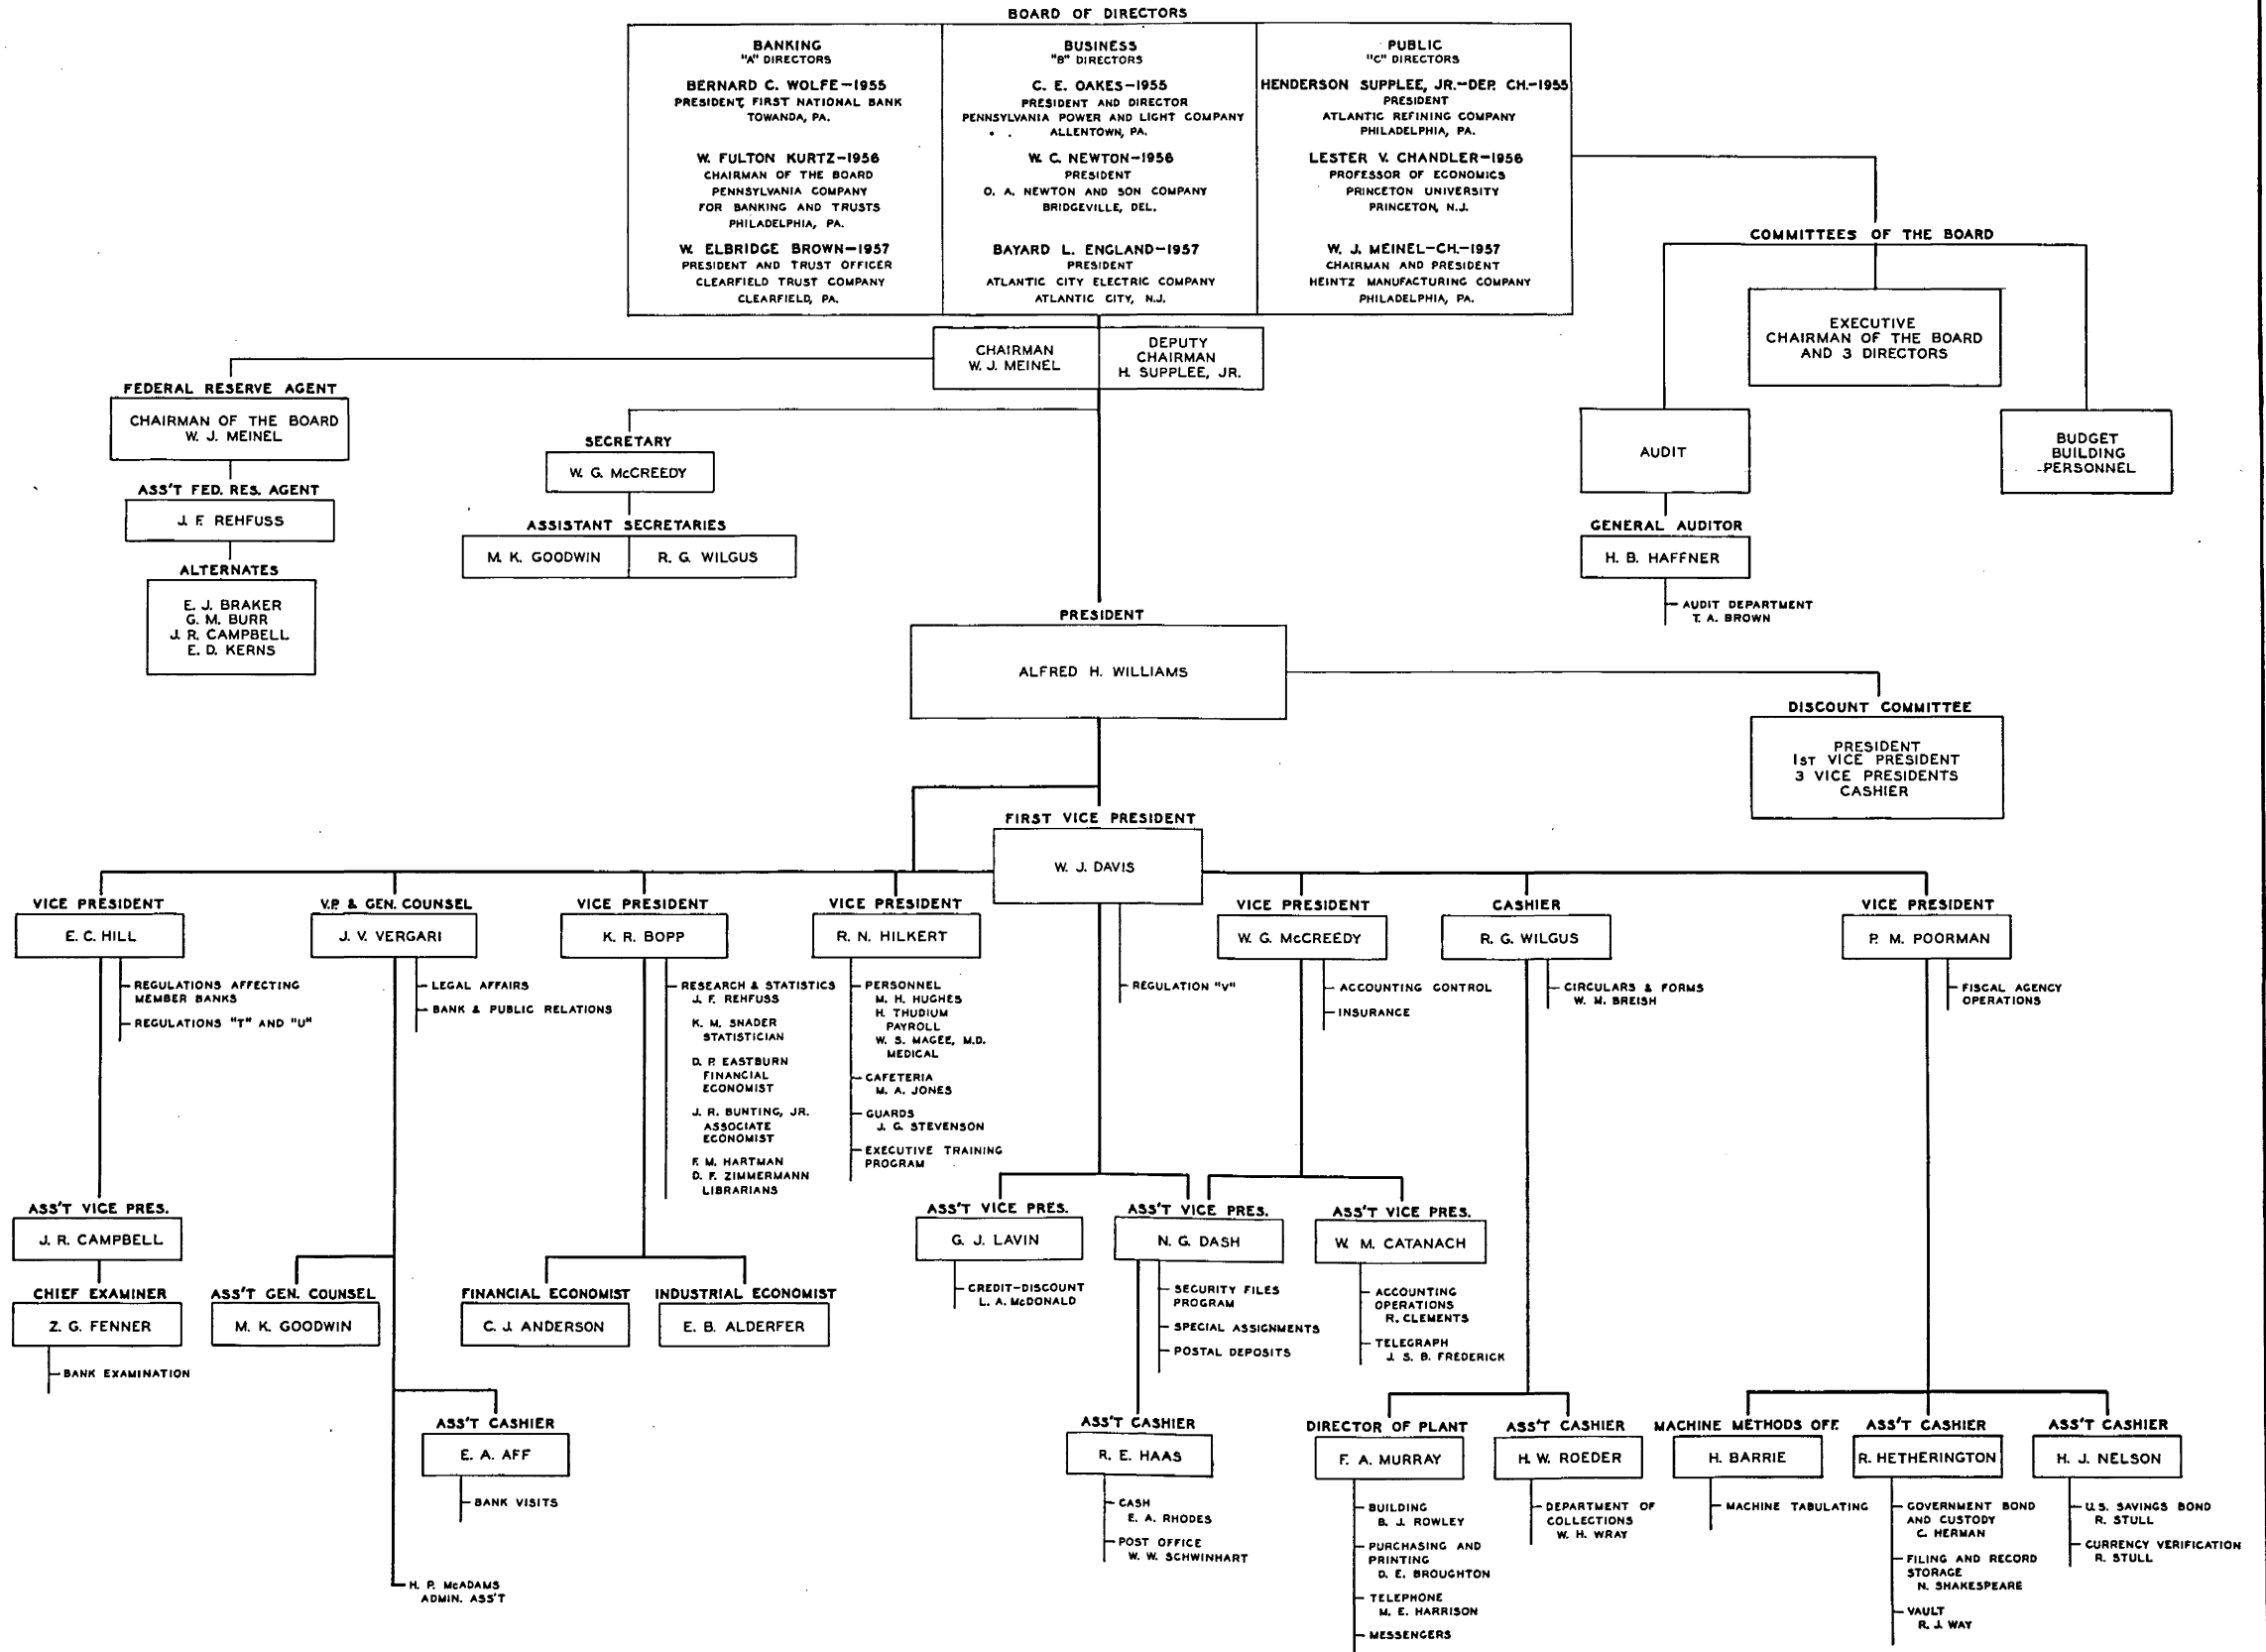 BOARD OF DIRECTORS
BANKING
"A" DIRECTORS
BERNARD C. WOLFE—1955
PRESIDENT, FIRST NATIONAL BANK
TOWANDA, PA.
W. FULTON KURTZ—1956
CHAIRMAN OF THE BOARD
PENNSYLVANIA COMPANY
FOR BANKING AND TRUSTS
PHILADELPHIA, PA.
W. ELBRIDGE BROWN—1957
PRESIDENT AND TRUST OFFICER
CLEARFIELD TRUST COMPANY
CLEARFIELD, PA.
BUSINESS
"B" DIRECTORS
C. E. OAKES—1955
PRESIDENT AND DIRECTOR
PENNSYLVANIA POWER AND LIGHT COMPANY
ALLENTOWN, PA.
W. C. NEWTON—1956
PRESIDENT
O. A. NEWTON AND SON COMPANY
BRIDGEVILLE, DEL.
BAYARD L. ENGLAND—1957
PRESIDENT
ATLANTIC CITY ELECTRIC COMPANY
ATLANTIC CITY, N.J.
PUBLIC
"C" DIRECTORS
HENDERSON SUPPLEE, JR.—DEP. CH.—1955
PRESIDENT
ATLANTIC REFINING COMPANY
PHILADELPHIA, PA.
LESTER V. CHANDLER—1956
PROFESSOR OF ECONOMICS
PRINCETON UNIVERSITY
PRINCETON, N.J.
W. J. MEINEL—CH.—1957
CHAIRMAN AND PRESIDENT
HEINTZ MANUFACTURING COMPANY
PHILADELPHIA, PA.
COMMITTEES OF THE BOARD
EXECUTIVE
CHAIRMAN OF THE BOARD
AND 3 DIRECTORS
AUDIT
BUDGET
BUILDING
PERSONNEL
GENERAL AUDITOR
H. B. HAFFNER
AUDIT DEPARTMENT
T. A. BROWN
CHAIRMAN
W. J. MEINEL
DEPUTY
CHAIRMAN
H. SUPPLEE, JR.
FEDERAL RESERVE AGENT
CHAIRMAN OF THE BOARD
W. J. MEINEL
ASS'T FED. RES. AGENT
J. F. REHFUSS
ALTERNATES
E. J. BRAKER
G. M. BURR
J. R. CAMPBELL
E. D. KERNS
SECRETARY
W. G. McCREEDY
ASSISTANT SECRETARIES
M. K. GOODWIN
R. G. WILGUS
PRESIDENT
ALFRED H. WILLIAMS
DISCOUNT COMMITTEE
PRESIDENT
1ST VICE PRESIDENT
3 VICE PRESIDENTS
CASHIER
FIRST VICE PRESIDENT
W. J. DAVIS
REGULATION "V"
VICE PRESIDENT
E. C. HILL
REGULATIONS AFFECTING
MEMBER BANKS
REGULATIONS "T" AND "U"
ASS'T VICE PRES.
J. R. CAMPBELL
CHIEF EXAMINER
Z. G. FENNER
BANK EXAMINATION
V.P. & GEN. COUNSEL
J. V. VERGARI
LEGAL AFFAIRS
BANK & PUBLIC RELATIONS
ASS'T GEN. COUNSEL
M. K. GOODWIN
ASS'T CASHIER
E. A. AFF
BANK VISITS
H. P. McADAMS
ADMIN. ASS'T
VICE PRESIDENT
K. R. BOPP
RESEARCH & STATISTICS
J. F. REHFUSS
K. M. SNADER
STATISTICIAN
D. P. EASTBURN
FINANCIAL
ECONOMIST
J. R. BUNTING, JR.
ASSOCIATE
ECONOMIST
F. M. HARTMAN
D. F. ZIMMERMANN
LIBRARIANS
FINANCIAL ECONOMIST
C. J. ANDERSON
INDUSTRIAL ECONOMIST
E. B. ALDERFER
VICE PRESIDENT
R. N. HILKERT
PERSONNEL
M. H. HUGHES
H. THUDIUM
PAYROLL
W. S. MAGEE, M.D.
MEDICAL
CAFETERIA
M. A. JONES
GUARDS
J. G. STEVENSON
EXECUTIVE TRAINING
PROGRAM
ASS'T VICE PRES.
G. J. LAVIN
CREDIT-DISCOUNT
L. A. McDONALD
ASS'T VICE PRES.
N. G. DASH
SECURITY FILES
PROGRAM
SPECIAL ASSIGNMENTS
POSTAL DEPOSITS
ASS'T CASHIER
R. E. HAAS
CASH
E. A. RHODES
POST OFFICE
W. W. SCHWINHART
VICE PRESIDENT
W. G. McCREEDY
ACCOUNTING CONTROL
INSURANCE
ASS'T VICE PRES.
W. M. CATANACH
ACCOUNTING
OPERATIONS
R. CLEMENTS
TELEGRAPH
J. S. B. FREDERICK
CASHIER
R. G. WILGUS
CIRCULARS & FORMS
W. M. BREISH
DIRECTOR OF PLANT
F. A. MURRAY
BUILDING
B. J. ROWLEY
PURCHASING AND
PRINTING
D. E. BROUGHTON
TELEPHONE
M. E. HARRISON
MESSENGERS
ASS'T CASHIER
H. W. ROEDER
DEPARTMENT OF
COLLECTIONS
W. H. WRAY
VICE PRESIDENT
P. M. POORMAN
FISCAL AGENCY
OPERATIONS
MACHINE METHODS OFF.
H. BARRIE
MACHINE TABULATING
ASS'T CASHIER
R. HETHERINGTON
GOVERNMENT BOND
AND CUSTODY
C. HERMAN
FILING AND RECORD
STORAGE
N. SHAKESPEARE
VAULT
R. J. WAY
ASS'T CASHIER
H. J. NELSON
U.S. SAVINGS BOND
R. STULL
CURRENCY VERIFICATION
R. STULL